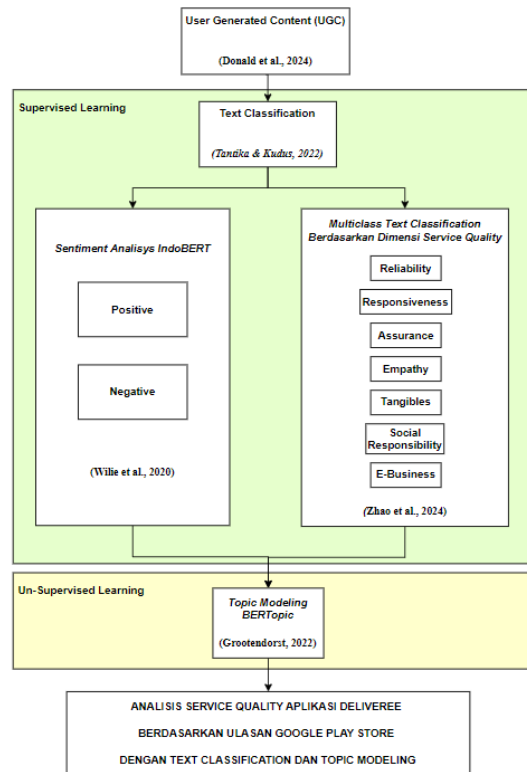 User Generated Content (UGC)
(Donald et al., 2024)
Supervised Learning
Text Classification
(Tantika & Kudus, 2022)
Sentiment Analisys IndoBERT
Positive
Negative
(Wilie et al., 2020)
Multiclass Text Classification
Berdasarkan Dimensi Service Quality
Reliability
Responsiveness
Assurance
Empathy
Tangibles
Social
Responsibility
E-Business
(Zhao et al., 2024)
Un-Supervised Learning
Topic Modeling
BERTopic
(Grootendorst, 2022)
ANALISIS SERVICE QUALITY APLIKASI DELIVEREE
BERDASARKAN ULASAN GOOGLE PLAY STORE
DENGAN TEXT CLASSIFICATION DAN TOPIC MODELING